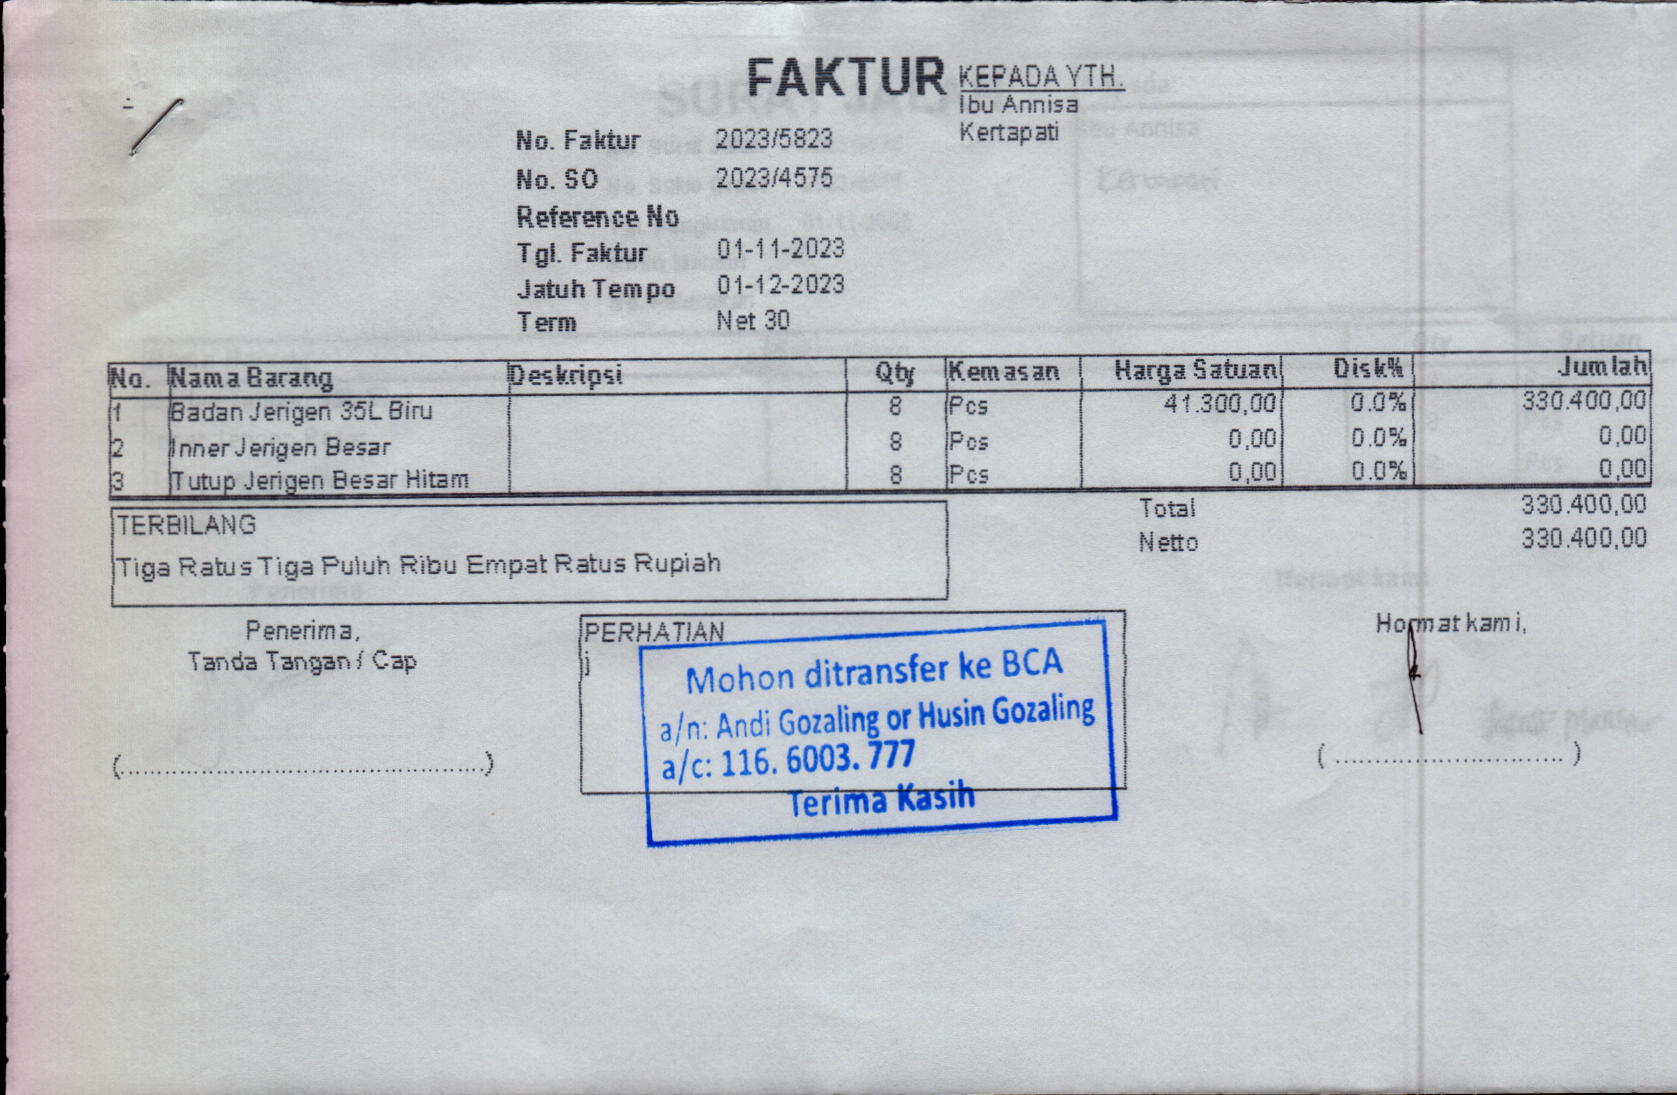 FAKTUR
KEPADA YTH.
Ibu Annisa
Kertapati
No. Faktur 2023/5823
No. SO 2023/4575
Reference No
Tgl. Faktur 01-11-2023
Jatuh Tempo 01-12-2023
Term Net 30
No. Nama Barang Deskripsi Qty Kemasan Harga Satuan Disk% Jumlah
1 Badan Jerigen 35L Biru 8 Pcs 41.300,00 0.0% 330.400,00
2 Inner Jerigen Besar 8 Pcs 0,00 0.0% 0,00
3 Tutup Jerigen Besar Hitam 8 Pcs 0,00 0.0% 0,00
Total 330.400,00
Netto 330.400,00
TERBILANG
Tiga Ratus Tiga Puluh Ribu Empat Ratus Rupiah
Penerima,
Tanda Tangan / Cap
(................................................)
PERHATIAN
j
Mohon ditransfer ke BCA
a/n: Andi Gozaling or Husin Gozaling
a/c: 116. 6003. 777
Terima Kasih
Hormat kami,
( ............................. )